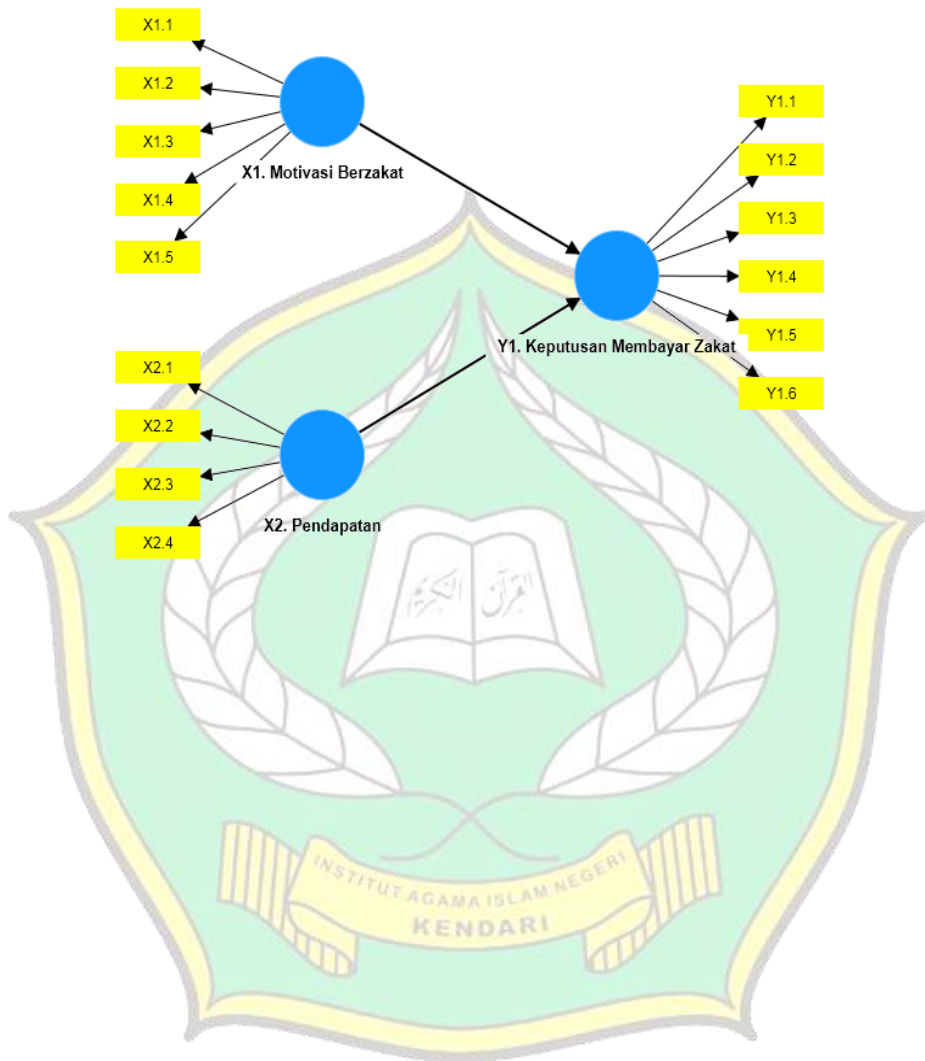 X1.1
X1.2
X1.3
X1.4
X1.5
X1. Motivasi Berzakat
Y1.1
Y1.2
Y1.3
Y1.4
Y1.5
Y1.6
Y1. Keputusan Membayar Zakat
X2.1
X2.2
X2.3
X2.4
X2. Pendapatan
القرآن الكريم
INSTITUT AGAMA ISLAM NEGERI
KENDARI